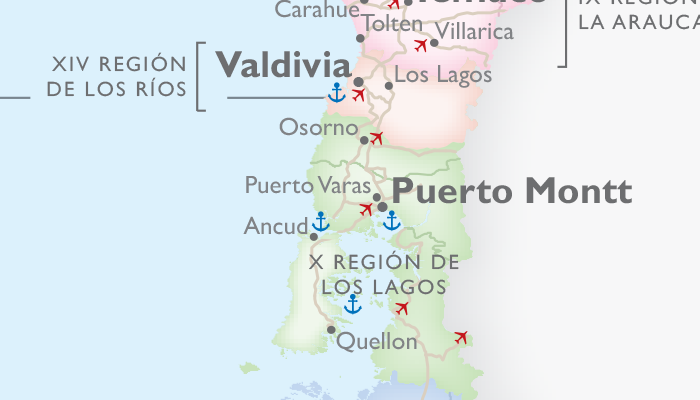 Carahue
Tolten
IX REGIÓN
LA ARAUCA
Villarica
XIV REGIÓN
DE LOS RÍOS
Valdivia
Los Lagos
Osorno
Puerto Varas
Puerto Montt
Ancud
X REGIÓN DE
LOS LAGOS
Quellon